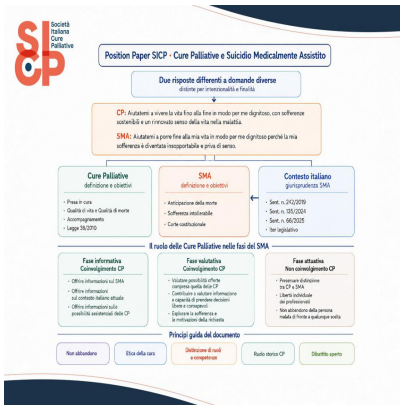 SI
CP
Società
Italiana
Cure
Palliative
Position Paper SICP • Cure Palliative e Suicidio Medicalmente Assistito
Due risposte differenti a domande diverse
distinte per intenzionalità e finalità
CP: Aiutatemi a vivere la vita fino alla fine in modo per me dignitoso, con sofferenze
sostenibili e un rinnovato senso della vita nella malattia.
SMA: Aiutatemi a porre fine alla mia vita in modo per me dignitoso perché la mia
sofferenza è diventata insopportabile e priva di senso.
Cure Palliative
definizione e obiettivi
• Presa in cura
• Qualità di vita e Qualità di morte
• Accompagnamento
• Legge 38/2010
SMA
definizione e obiettivi
• Anticipazione della morte
• Sofferenza intollerabile
• Corte costituzionale
Contesto italiano
giurisprudenza SMA
• Sent. n. 242/2019
• Sent. n. 135/2024
• Sent. n. 66/2025
• Iter legislativo
Il ruolo delle Cure Palliative nelle fasi del SMA
Fase informativa
Coinvolgimento CP
• Offrire informazioni sul SMA
• Offrire informazioni
sul contesto italiano attuale
• Offrire informazioni sulle
possibilità assistenziali delle CP
Fase valutativa
Coinvolgimento CP
• Valutare possibilità offerte
compresa quella delle CP
• Contribuire a valutare informazione
e capacità di prendere decisioni
libere e consapevoli
• Esplorare la sofferenza e
le motivazioni della richiesta
Fase attuativa
Non coinvolgimento CP
• Preservare distinzione
tra CP e SMA
• Libertà individuali
dei professionisti
• Non abbandono della persona
malata di fronte a qualunque scelta
Principi guida del documento
Non abbandono
Etica della cura
Distinzione di ruoli
e competenze
Ruolo storico CP
Dibattito aperto